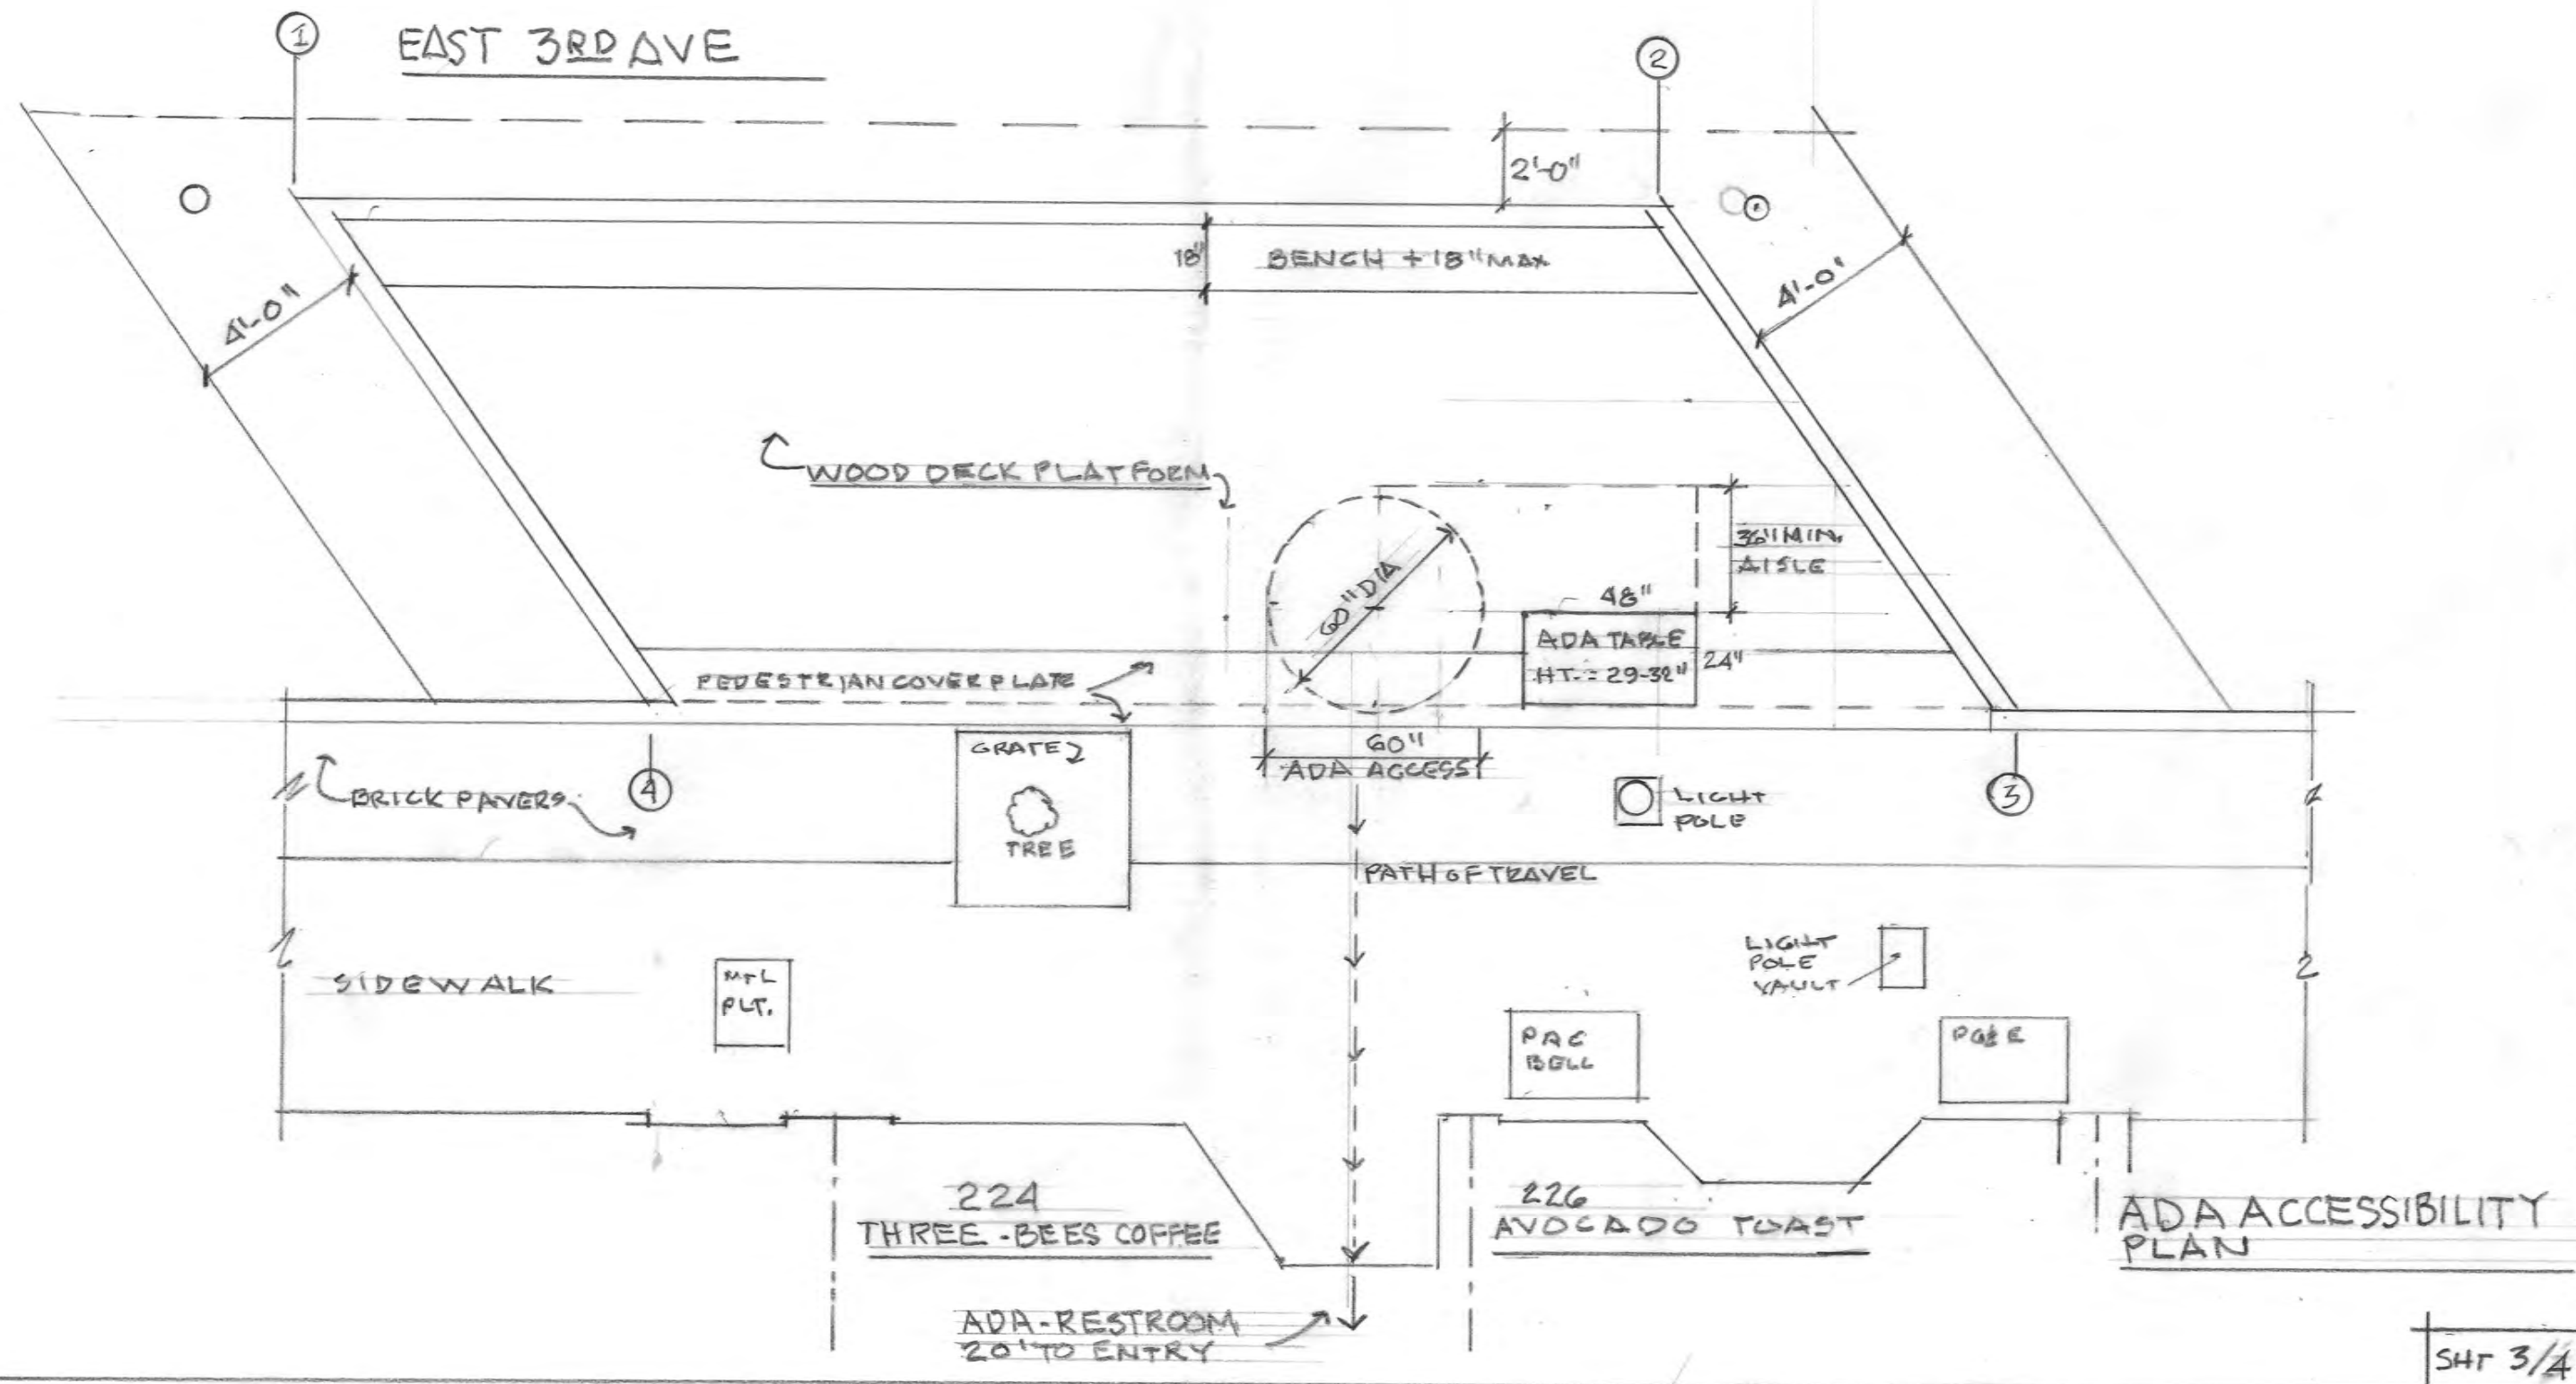 1
EAST 3RD AVE
2
2'-0"
18"
BENCH +18" MAX
4'-0"
4'-0"
WOOD DECK PLATFORM
60" DIA
36" MIN.
AISLE
48"
ADA TABLE
HT. = 29-32"
24"
PEDESTRIAN COVER PLATE
GRATE
TREE
60"
ADA ACCESS
BRICK PAVERS
4
LIGHT
POLE
3
PATH OF TRAVEL
SIDEWALK
MTL
PLT.
LIGHT
POLE
VAULT
PAC
BELL
PG&E
224
THREE-BEES COFFEE
226
AVOCADO TOAST
ADA ACCESSIBILITY
PLAN
ADA-RESTROOM
20' TO ENTRY
SHT 3/4